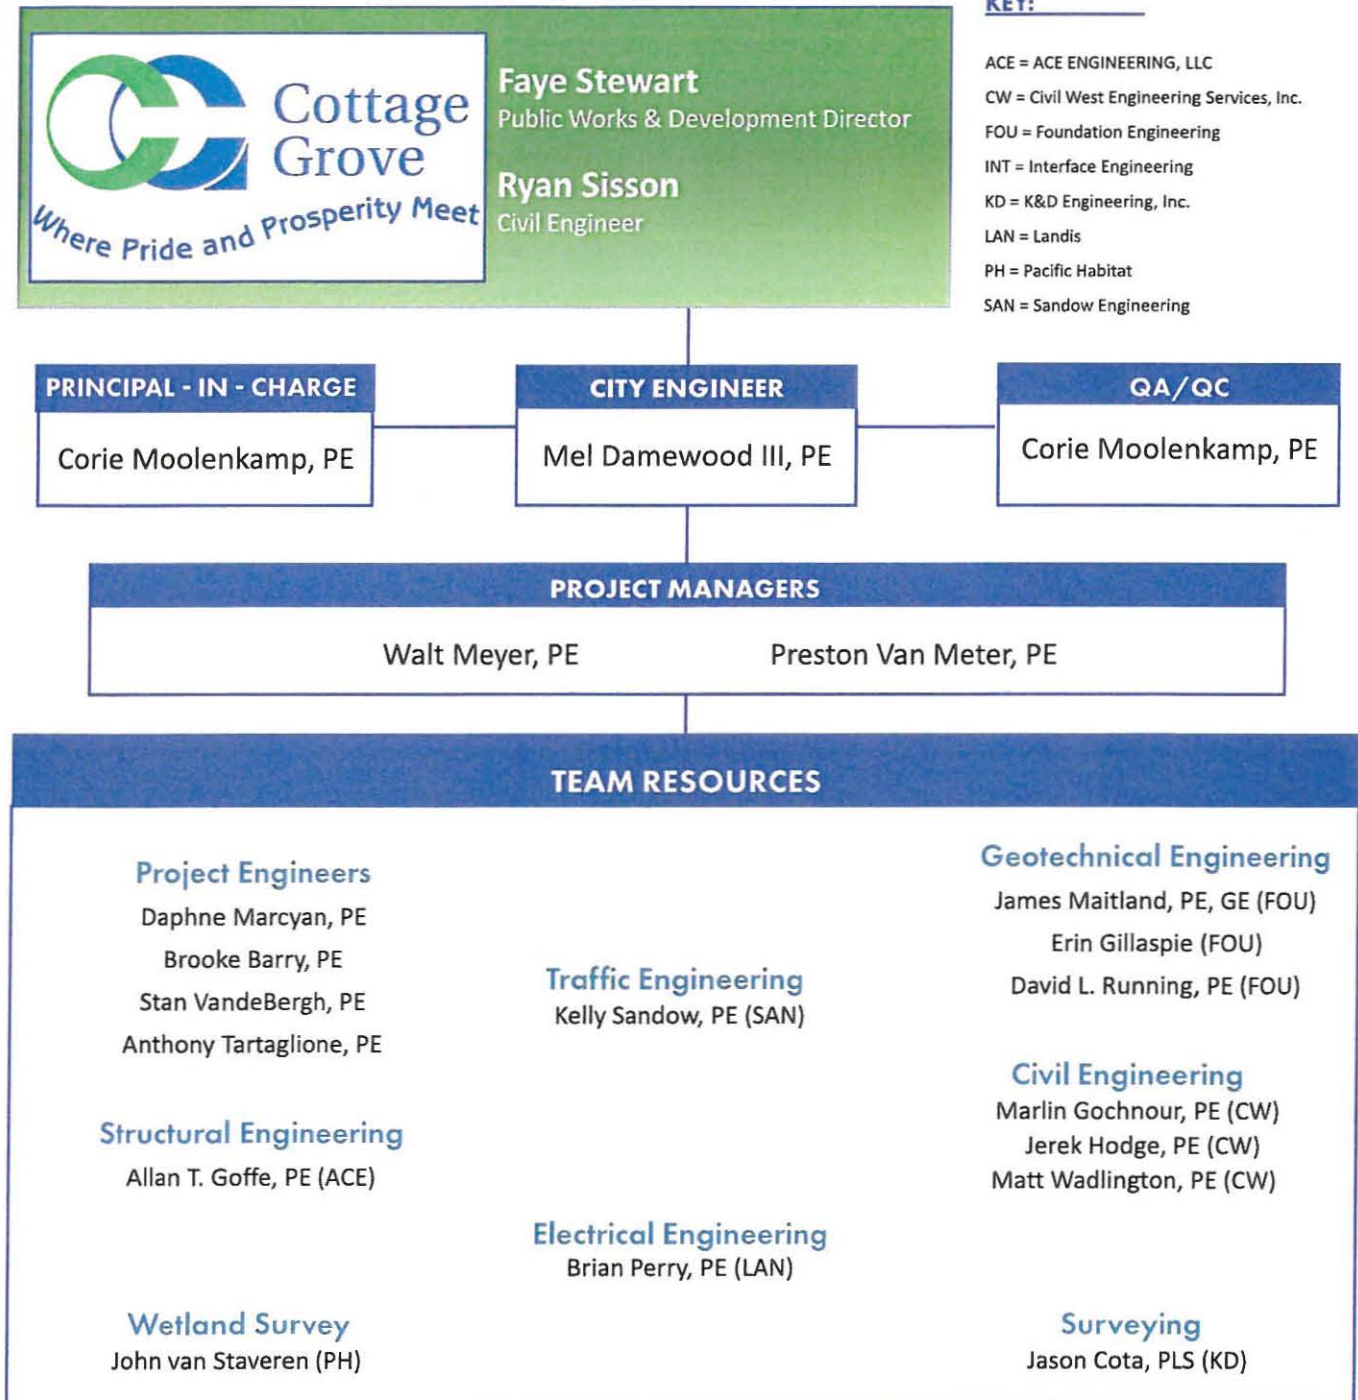 KEY:
ACE = ACE ENGINEERING, LLC
CW = Civil West Engineering Services, Inc.
FOU = Foundation Engineering
INT = Interface Engineering
KD = K&D Engineering, Inc.
LAN = Landis
PH = Pacific Habitat
SAN = Sandow Engineering
Cottage
Grove
Where Pride and Prosperity Meet
Faye Stewart
Public Works & Development Director
Ryan Sisson
Civil Engineer
PRINCIPAL - IN - CHARGE
Corie Moolenkamp, PE
CITY ENGINEER
Mel Damewood III, PE
QA/QC
Corie Moolenkamp, PE
PROJECT MANAGERS
Walt Meyer, PE
Preston Van Meter, PE
TEAM RESOURCES
Project Engineers
Daphne Marcyan, PE
Brooke Barry, PE
Stan VandeBergh, PE
Anthony Tartaglione, PE
Structural Engineering
Allan T. Goffe, PE (ACE)
Wetland Survey
John van Staveren (PH)
Traffic Engineering
Kelly Sandow, PE (SAN)
Electrical Engineering
Brian Perry, PE (LAN)
Geotechnical Engineering
James Maitland, PE, GE (FOU)
Erin Gillaspie (FOU)
David L. Running, PE (FOU)
Civil Engineering
Marlin Gochnour, PE (CW)
Jerek Hodge, PE (CW)
Matt Wadlington, PE (CW)
Surveying
Jason Cota, PLS (KD)